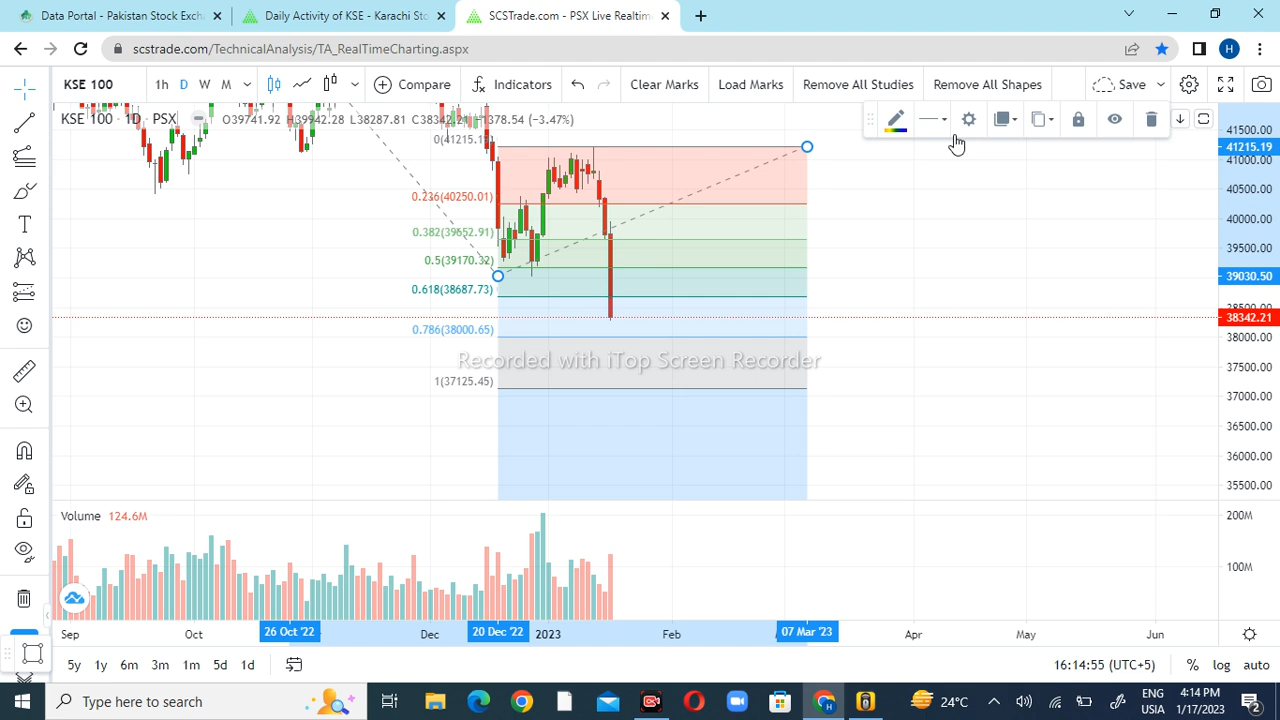 Data Portal - Pakistan Stock Exch
Daily Activity of KSE - Karachi Sto
SCSTrade.com - PSX Live Realtim
scstrade.com/TechnicalAnalysis/TA_RealTimeCharting.aspx
H
KSE 100
1h D W M
Compare
Indicators
Clear Marks
Load Marks
Remove All Studies
Remove All Shapes
Save
KSE 100 · 1D · PSX
O39741.92 H39942.28 L38287.81 C38342.21
(−3.47%)
41500.00
0(41215.19)
41215.19
41000.00
40500.00
0.236(40250.01)
40000.00
0.382(39652.91)
39500.00
0.5(39170.32)
39030.50
0.618(38687.73)
38500.00
38342.21
0.786(38000.65)
38000.00
Recorded with iTop Screen Recorder
37500.00
1(37125.45)
37000.00
36500.00
36000.00
35500.00
Volume 124.6M
200M
100M
Sep Oct 26 Oct '22 Dec 20 Dec '22 2023 Feb 07 Mar '23 Apr May Jun
5y 1y 6m 3m 1m 5d 1d
16:14:55 (UTC+5)
% log auto
Type here to search
24°C
ENG
USIA
4:14 PM
1/17/2023
2